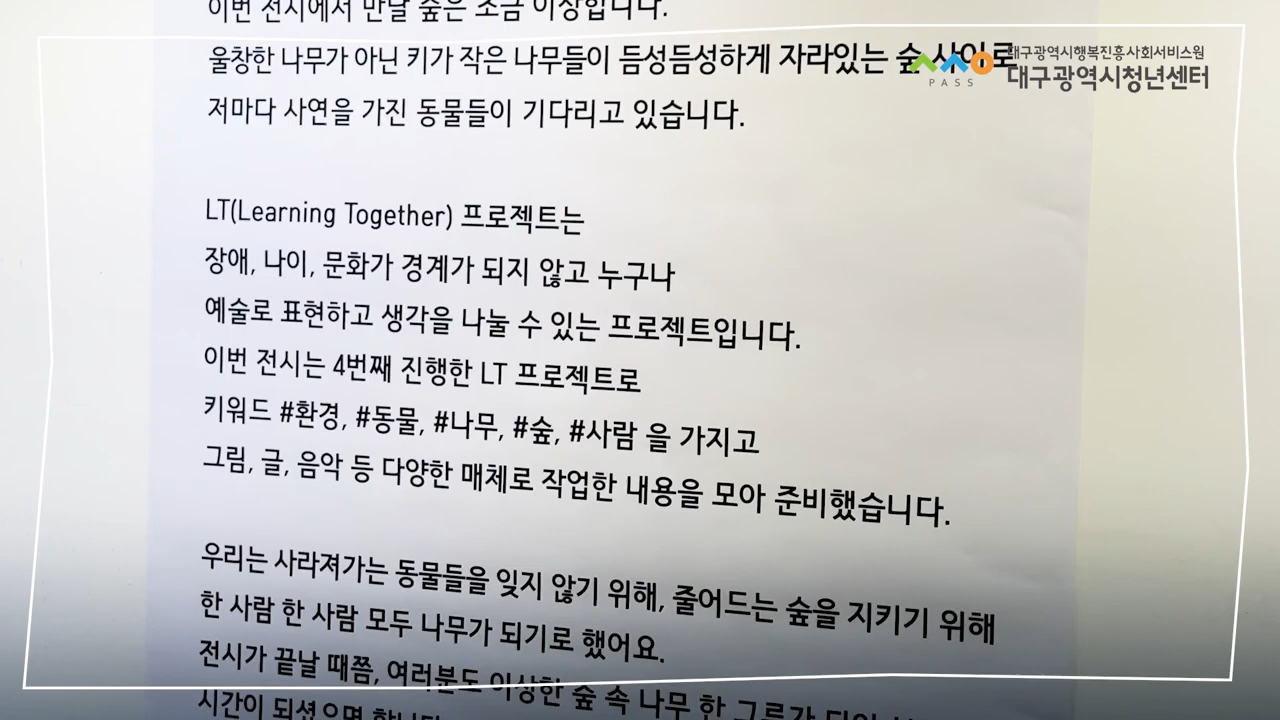 이번 전시에서 만날 숲은 조금 이상합니다.
울창한 나무가 아닌 키가 작은 나무들이 듬성듬성하게 자라있는 숲 사이로
저마다 사연을 가진 동물들이 기다리고 있습니다.
LT(Learning Together) 프로젝트는
장애, 나이, 문화가 경계가 되지 않고 누구나
예술로 표현하고 생각을 나눌 수 있는 프로젝트입니다.
이번 전시는 4번째 진행한 LT 프로젝트로
키워드 #환경, #동물, #나무, #숲, #사람 을 가지고
그림, 글, 음악 등 다양한 매체로 작업한 내용을 모아 준비했습니다.
우리는 사라져가는 동물들을 잊지 않기 위해, 줄어드는 숲을 지키기 위해
한 사람 한 사람 모두 나무가 되기로 했어요.
전시가 끝날 때쯤, 여러분도 이상한 숲 속 나무 한 그루가
시간이 되셨으면
PASS
대구광역시행복진흥사회서비스원
대구광역시청년센터